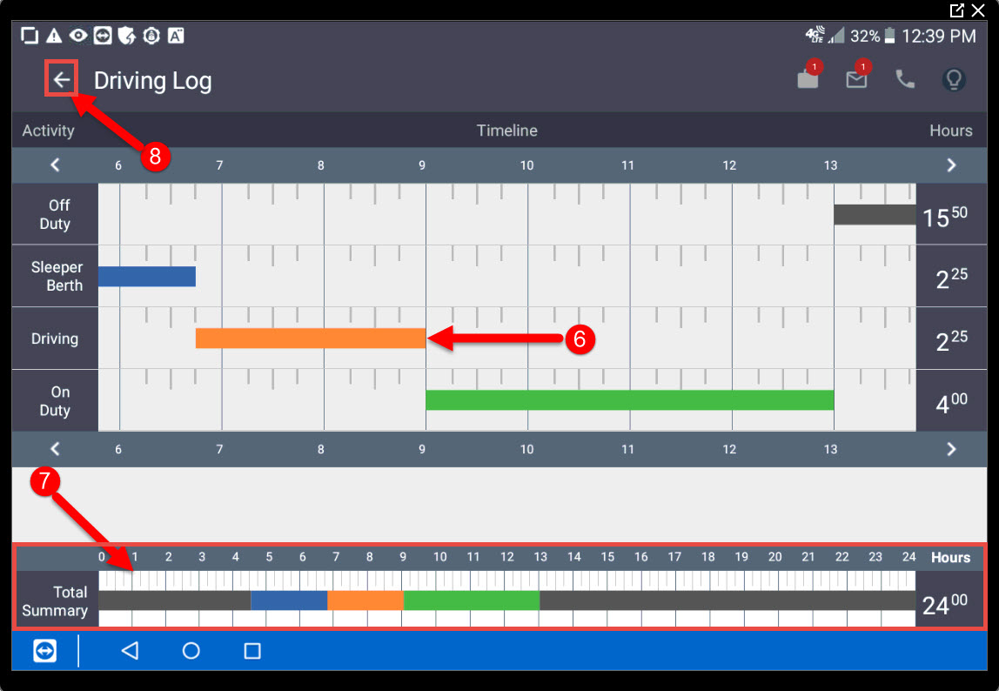 4G LTE 32% 12:39 PM
Driving Log 1 1
8
Activity Timeline Hours
6 7 8 9 10 11 12 13
Off
Duty
15 50
Sleeper
Berth
2 25
Driving
6
2 25
On
Duty
4 00
6 7 8 9 10 11 12 13
7
0 1 2 3 4 5 6 7 8 9 10 11 12 13 14 15 16 17 18 19 20 21 22 23 24 Hours
Total
Summary
24 00